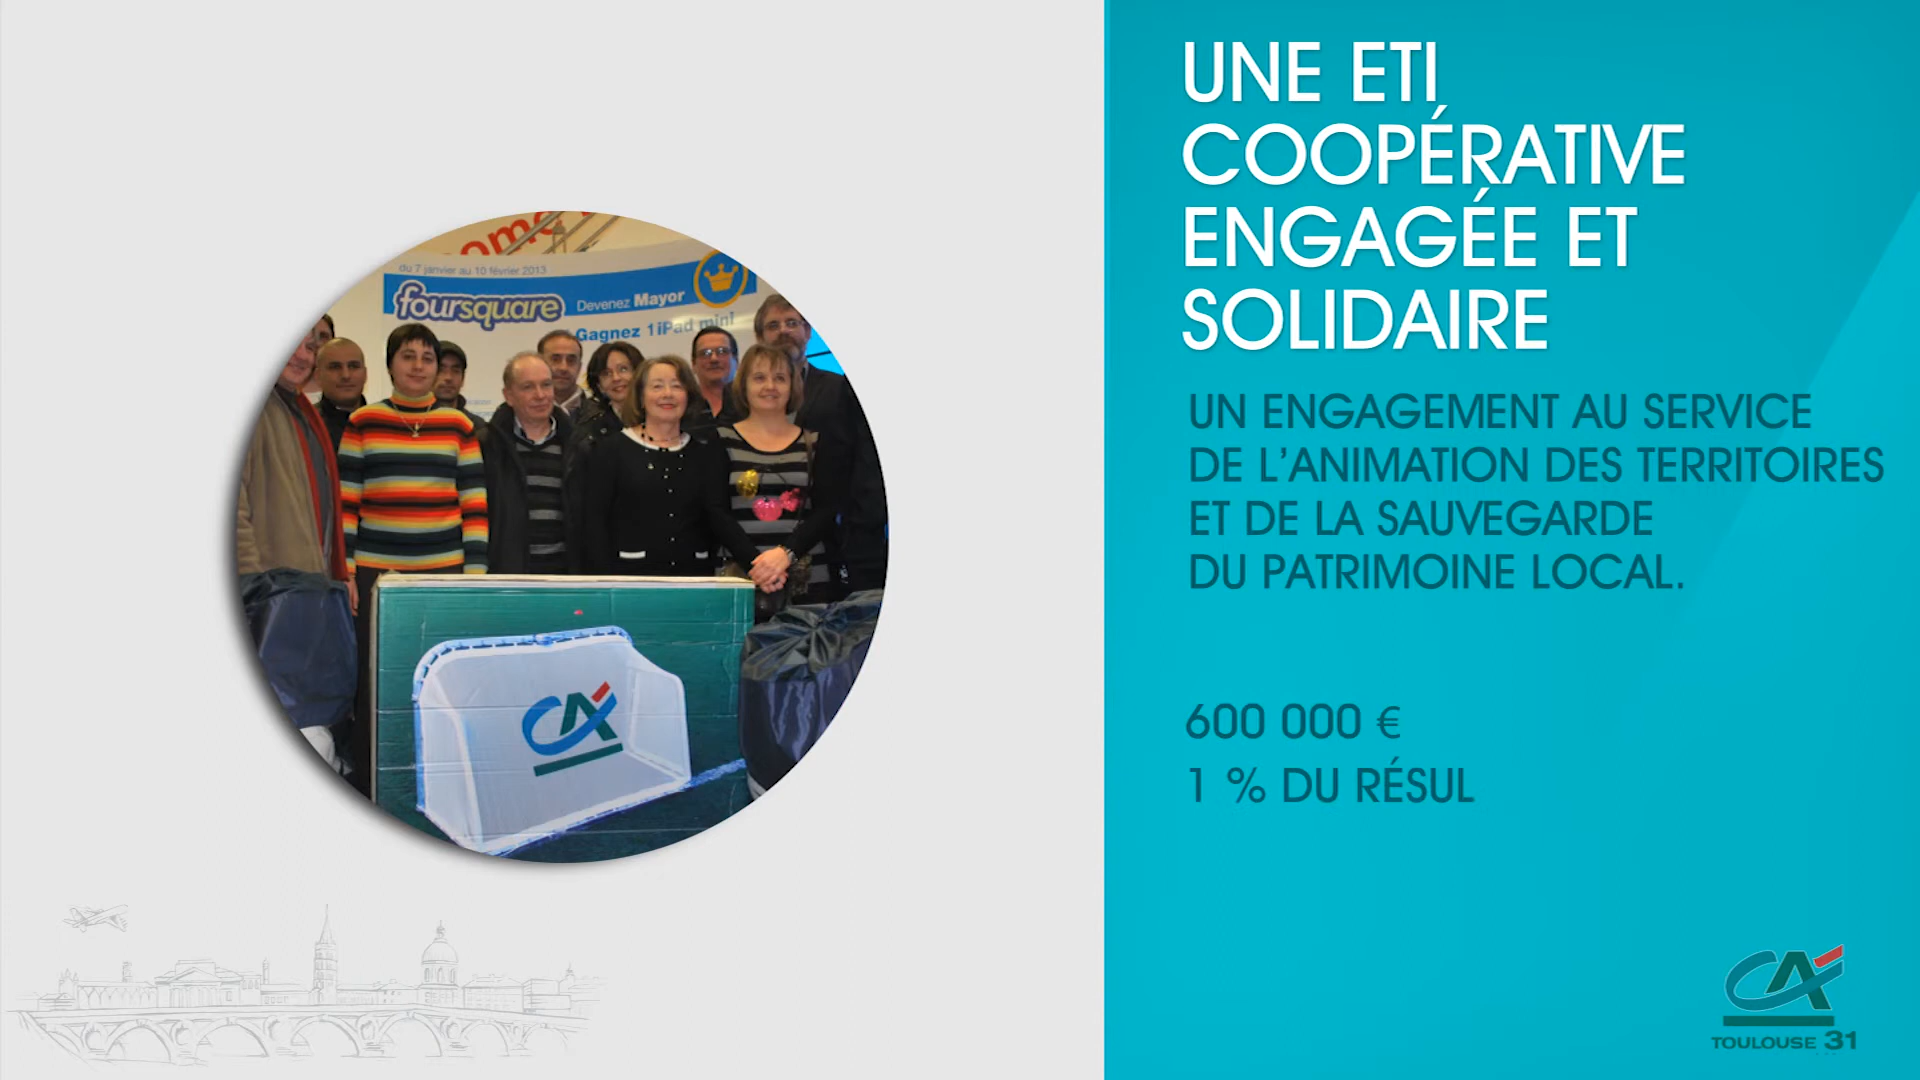 du 7 janvier au 10 février 2013
foursquare
Devenez Mayor
Gagnez 1 iPad mini
CA
UNE ETI
COOPÉRATIVE
ENGAGÉE ET
SOLIDAIRE
UN ENGAGEMENT AU SERVICE
DE L'ANIMATION DES TERRITOIRES
ET DE LA SAUVEGARDE
DU PATRIMOINE LOCAL.
600 000 €
1 % DU RÉSUL
CA
TOULOUSE 31